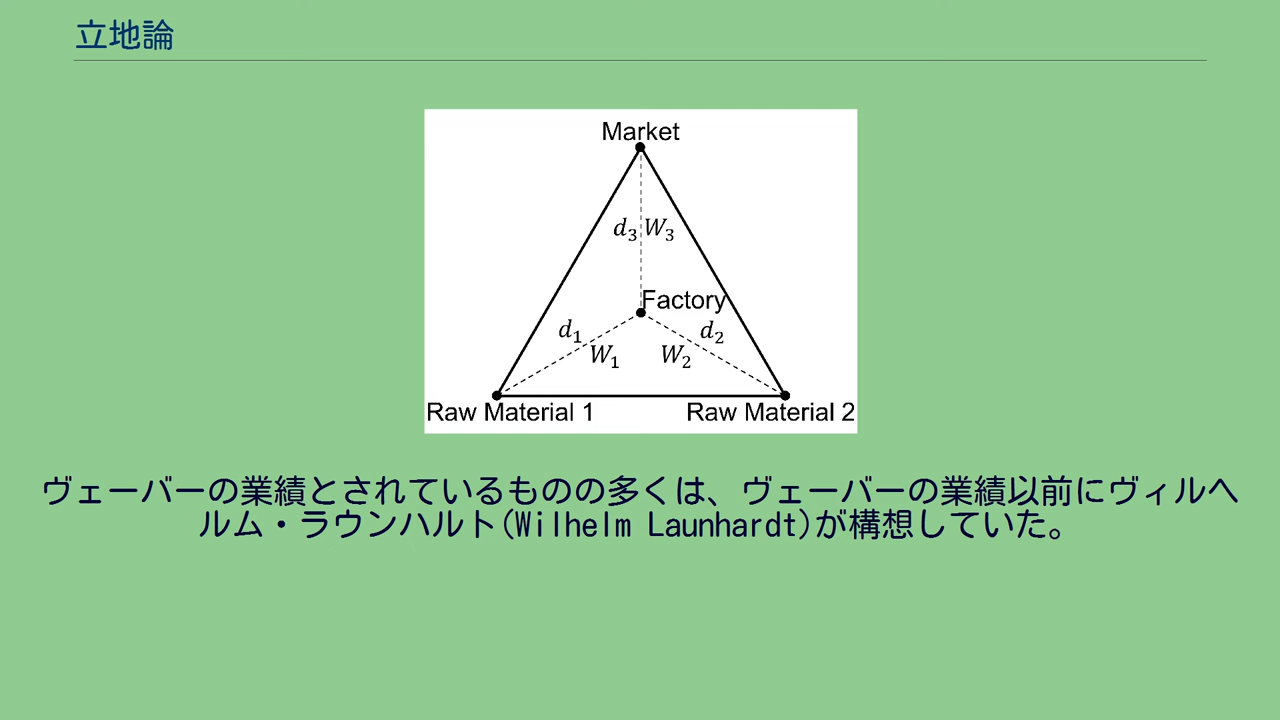 立地論
Market
d3 W3
Factory
d1 d2
W1 W2
Raw Material 1 Raw Material 2
ヴェーバーの業績とされているものの多くは、ヴェーバーの業績以前にヴィルヘ
ルム・ラウンハルト(Wilhelm Launhardt)が構想していた。